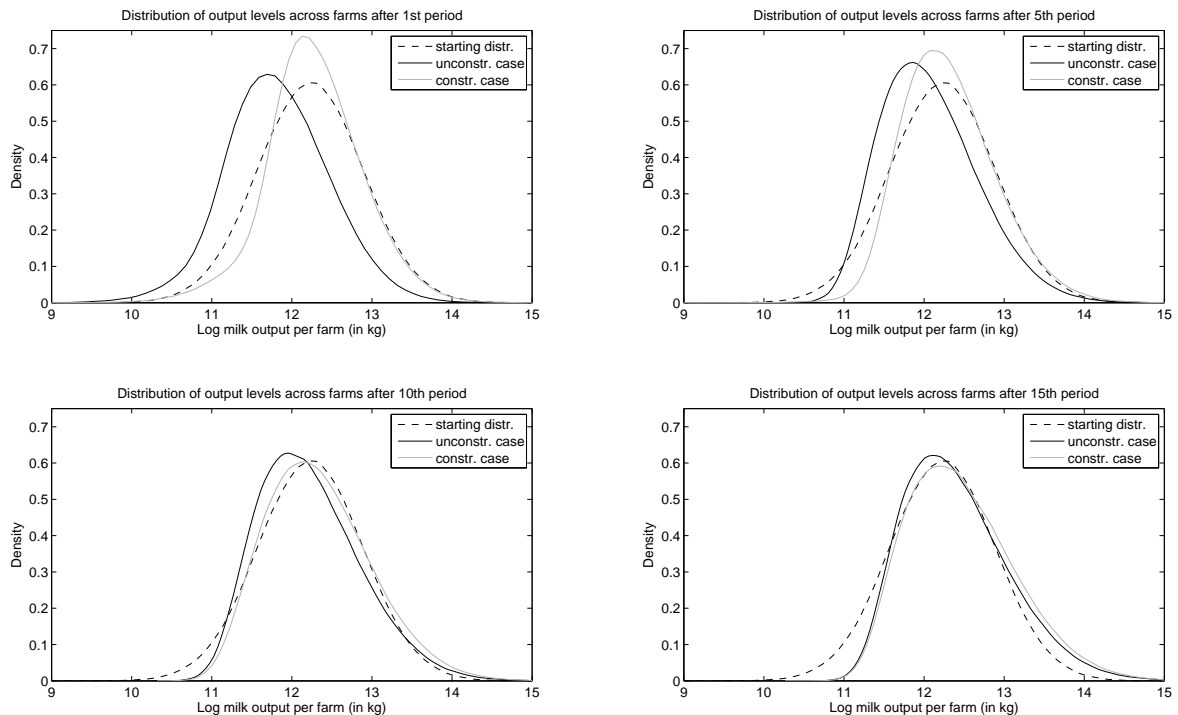 Distribution of output levels across farms after 1st period
0.7
0.6
0.5
0.4
0.3
0.2
0.1
0
Density
starting distr.
unconstr. case
constr. case
9 10 11 12 13 14 15
Log milk output per farm (in kg)
Distribution of output levels across farms after 5th period
0.7
0.6
0.5
0.4
0.3
0.2
0.1
0
Density
starting distr.
unconstr. case
constr. case
9 10 11 12 13 14 15
Log milk output per farm (in kg)
Distribution of output levels across farms after 10th period
0.7
0.6
0.5
0.4
0.3
0.2
0.1
0
Density
starting distr.
unconstr. case
constr. case
9 10 11 12 13 14 15
Log milk output per farm (in kg)
Distribution of output levels across farms after 15th period
0.7
0.6
0.5
0.4
0.3
0.2
0.1
0
Density
starting distr.
unconstr. case
constr. case
9 10 11 12 13 14 15
Log milk output per farm (in kg)